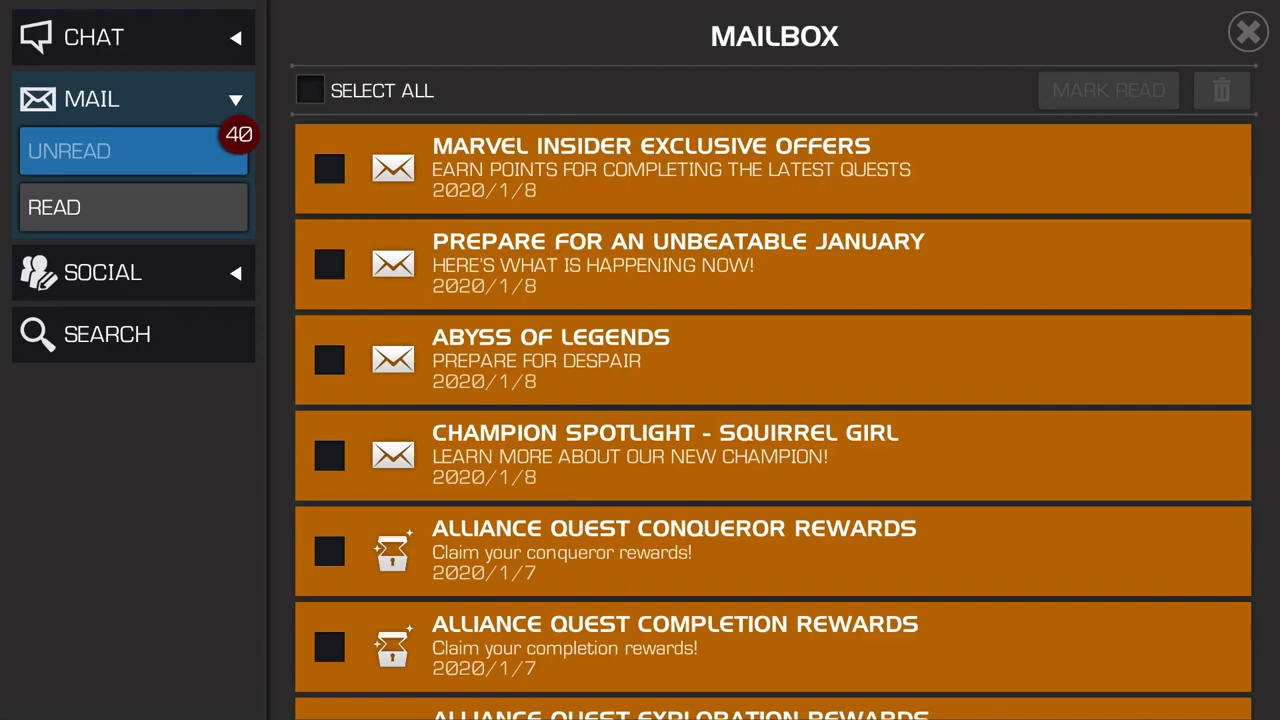 CHAT
MAIL
40
UNREAD
READ
SOCIAL
SEARCH
MAILBOX
SELECT ALL
MARK READ
MARVEL INSIDER EXCLUSIVE OFFERS
EARN POINTS FOR COMPLETING THE LATEST QUESTS
2020/1/8
PREPARE FOR AN UNBEATABLE JANUARY
HERE'S WHAT IS HAPPENING NOW!
2020/1/8
ABYSS OF LEGENDS
PREPARE FOR DESPAIR
2020/1/8
CHAMPION SPOTLIGHT - SQUIRREL GIRL
LEARN MORE ABOUT OUR NEW CHAMPION!
2020/1/8
ALLIANCE QUEST CONQUEROR REWARDS
Claim your conqueror rewards!
2020/1/7
ALLIANCE QUEST COMPLETION REWARDS
Claim your completion rewards!
2020/1/7
ALLIANCE QUEST EXPLORATION REWARDS